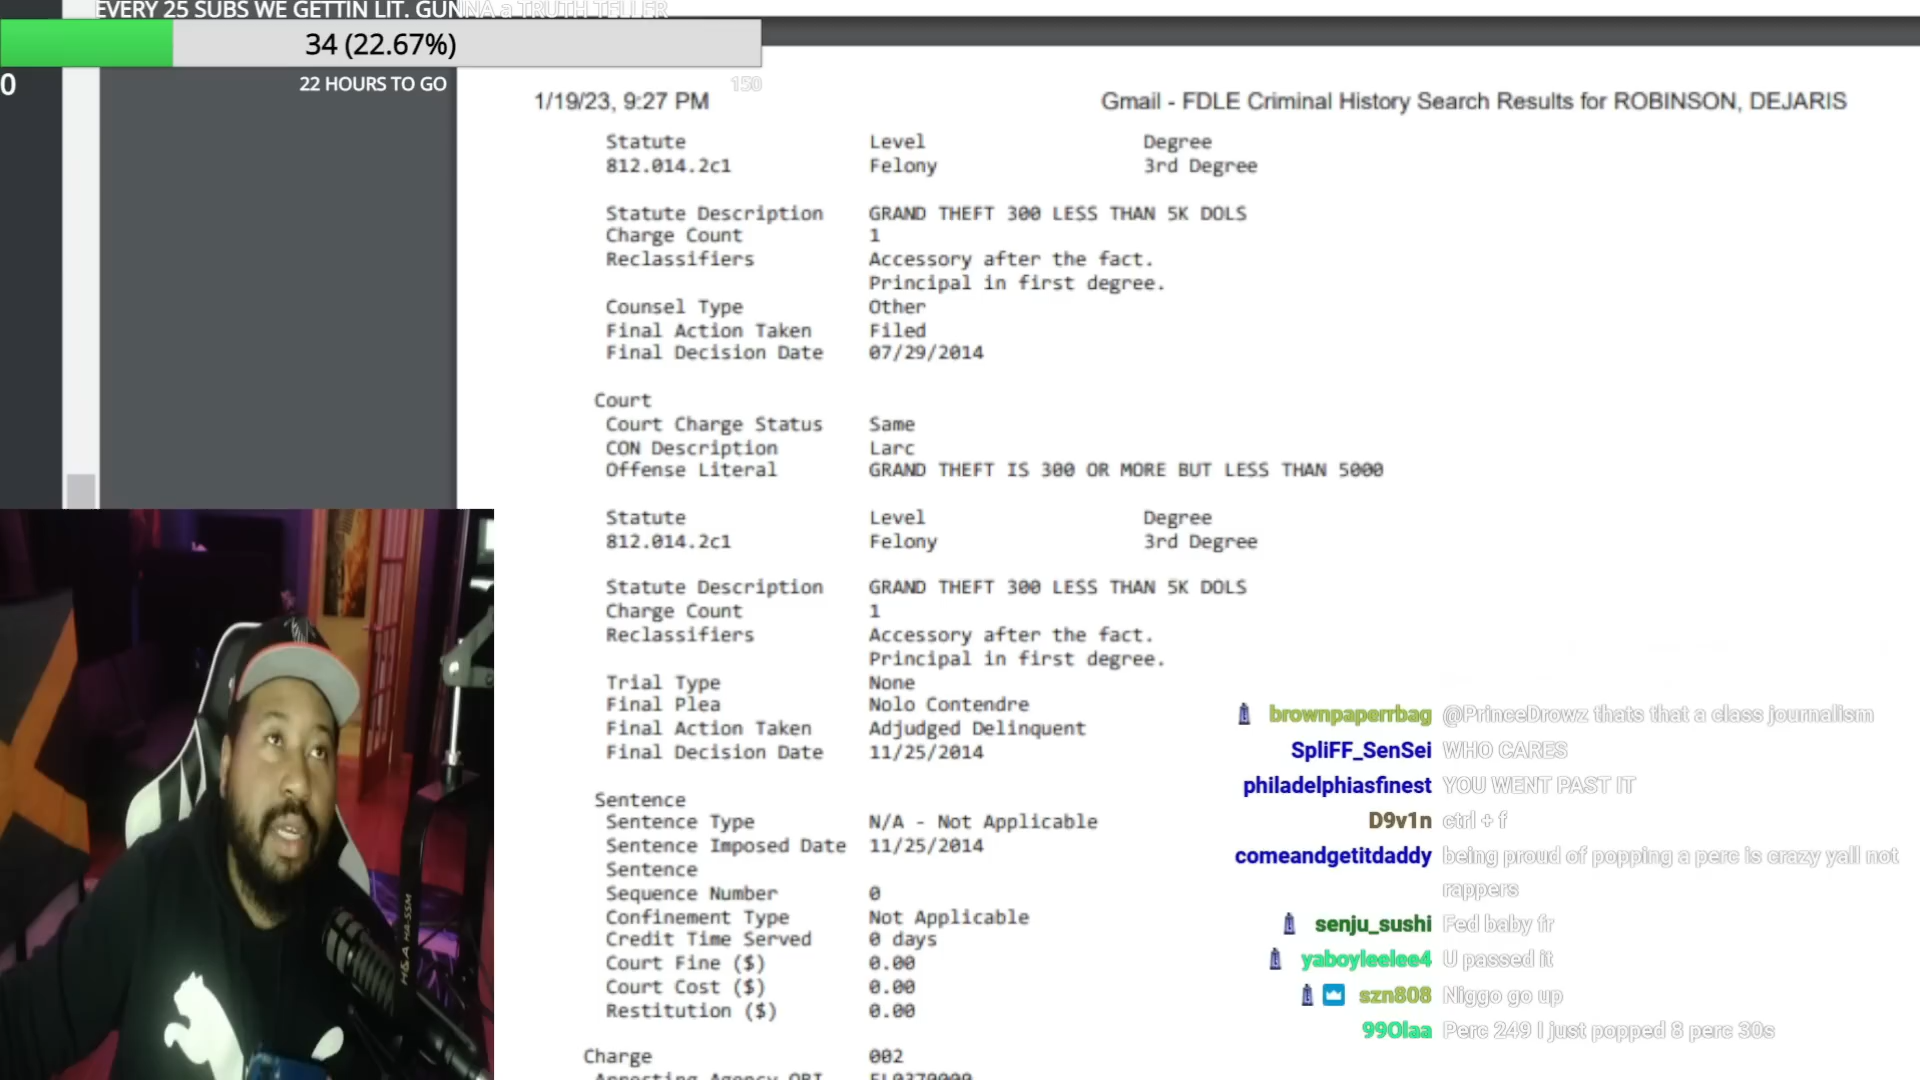 EVERY 25 SUBS WE GETTIN LIT. GUNNA a TRUTH TELLER
34 (22.67%)
0
22 HOURS TO GO
150
1/19/23, 9:27 PM
Gmail - FDLE Criminal History Search Results for ROBINSON, DEJARIS
Statute Level Degree
812.014.2c1 Felony 3rd Degree
Statute Description GRAND THEFT 300 LESS THAN 5K DOLS
Charge Count 1
Reclassifiers Accessory after the fact.
Principal in first degree.
Counsel Type Other
Final Action Taken Filed
Final Decision Date 07/29/2014
Court
Court Charge Status Same
CON Description Larc
Offense Literal GRAND THEFT IS 300 OR MORE BUT LESS THAN 5000
Statute Level Degree
812.014.2c1 Felony 3rd Degree
Statute Description GRAND THEFT 300 LESS THAN 5K DOLS
Charge Count 1
Reclassifiers Accessory after the fact.
Principal in first degree.
Trial Type None
Final Plea Nolo Contendre
Final Action Taken Adjudged Delinquent
Final Decision Date 11/25/2014
Sentence
Sentence Type N/A - Not Applicable
Sentence Imposed Date 11/25/2014
Sentence
Sequence Number 0
Confinement Type Not Applicable
Credit Time Served 0 days
Court Fine ($) 0.00
Court Cost ($) 0.00
Restitution ($) 0.00
Charge 002
brownpaperrbag @PrinceDrowz thats that a class journalism
SpliFF_SenSei WHO CARES
philadelphiasfinest YOU WENT PAST IT
D9v1n ctrl + f
comeandgetitdaddy being proud of popping a perc is crazy yall not
rappers
senju_sushi Fed baby fr
yaboyleelee4 U passed it
szn808 Niggo go up
99Olaa Perc 249 I just popped 8 perc 30s